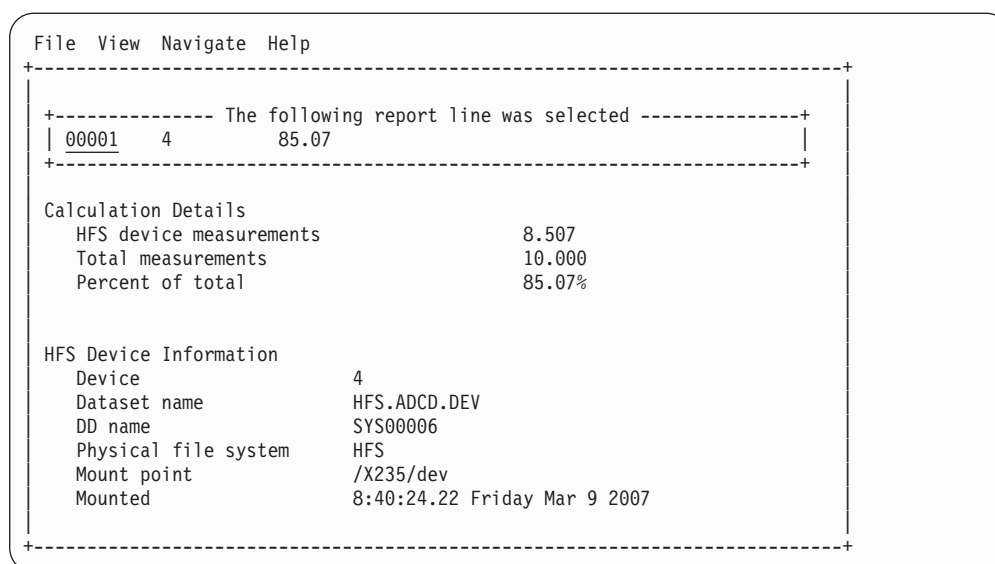 File View Navigate Help
The following report line was selected
00001 4 85.07
Calculation Details
HFS device measurements 8.507
Total measurements 10.000
Percent of total 85.07%
HFS Device Information
Device 4
Dataset name HFS.ADCD.DEV
DD name SYS00006
Physical file system HFS
Mount point /X235/dev
Mounted 8:40:24.22 Friday Mar 9 2007